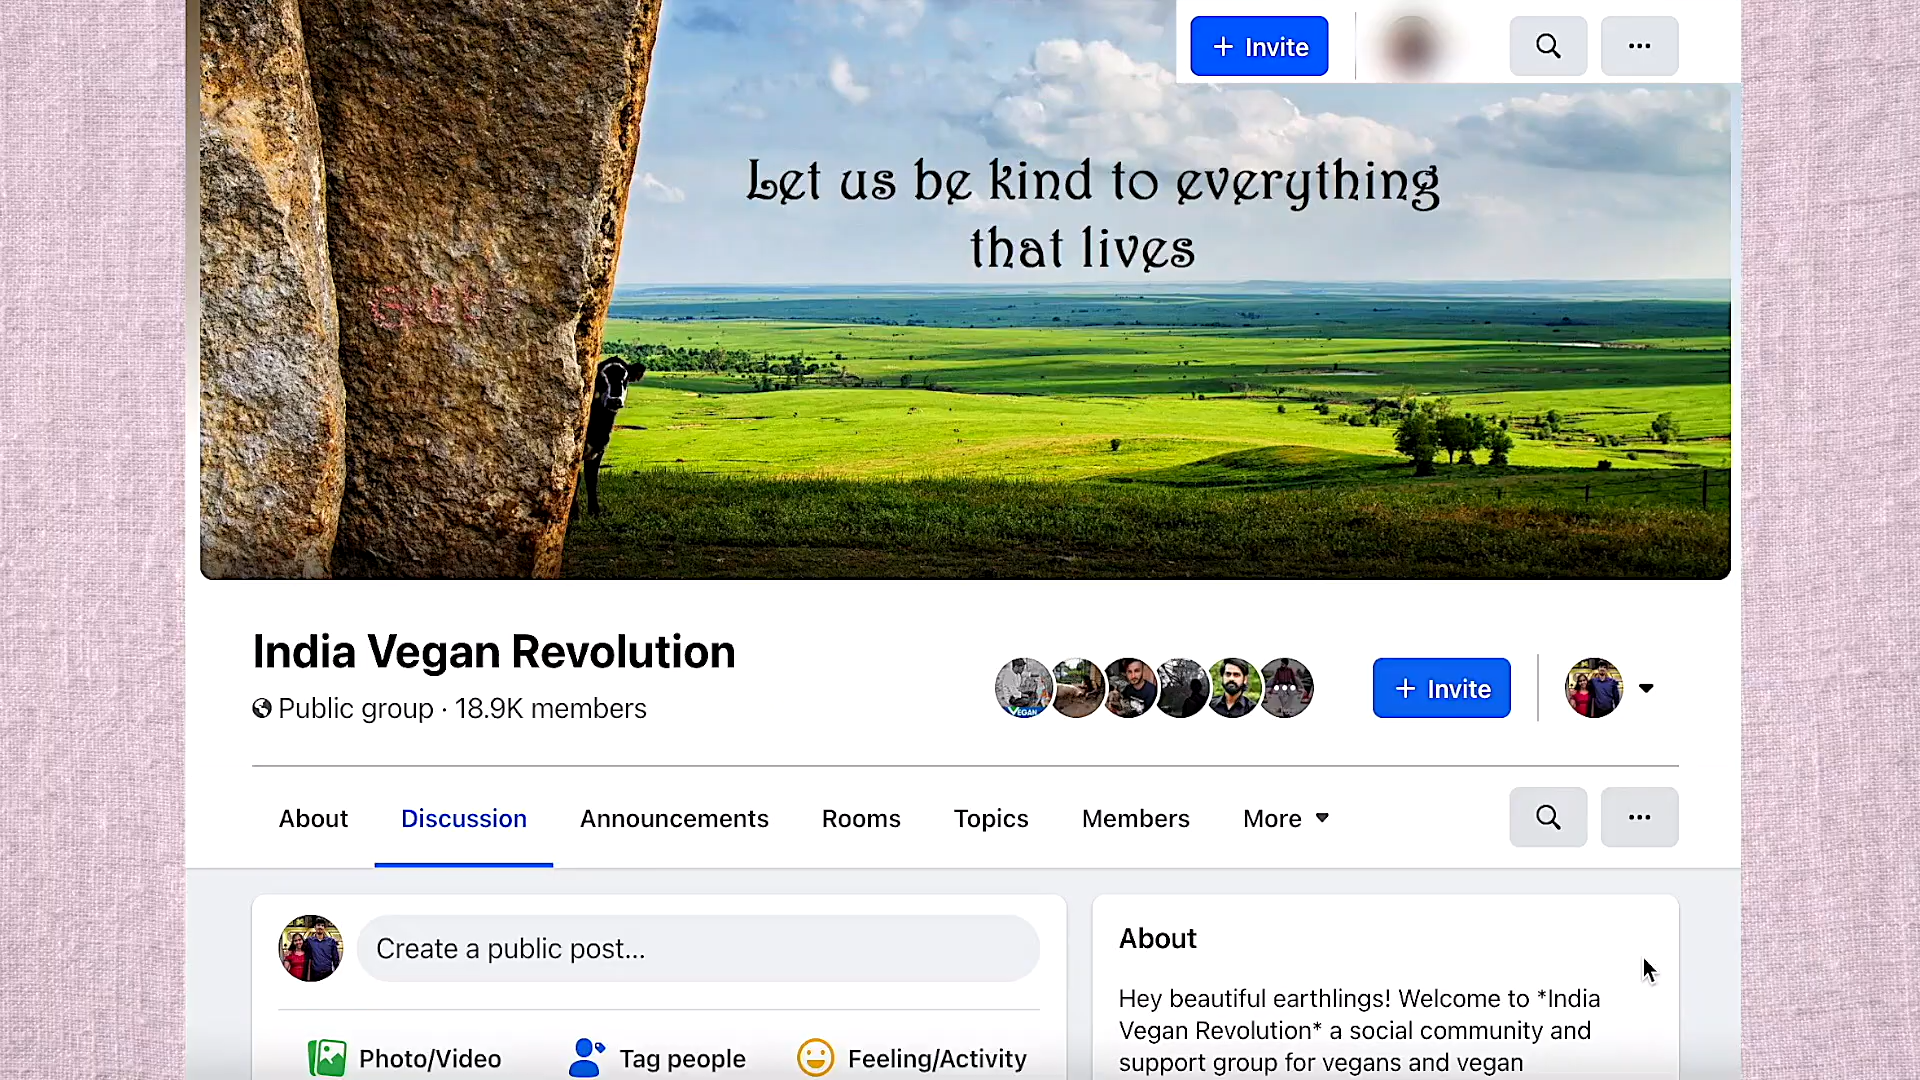 + Invite
Let us be kind to everything
that lives
India Vegan Revolution
Public group · 18.9K members
VEGAN
+ Invite
About Discussion Announcements Rooms Topics Members More
Create a public post...
About
Hey beautiful earthlings! Welcome to *India
Vegan Revolution* a social community and
support group for vegans and vegan
Photo/Video Tag people Feeling/Activity